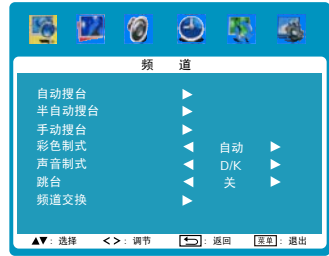 频 道
自动搜台
半自动搜台
手动搜台
彩色制式 自动
声音制式 D/K
跳台 关
频道交换
▲▼: 选择 <>: 调节 返回 菜单: 退出